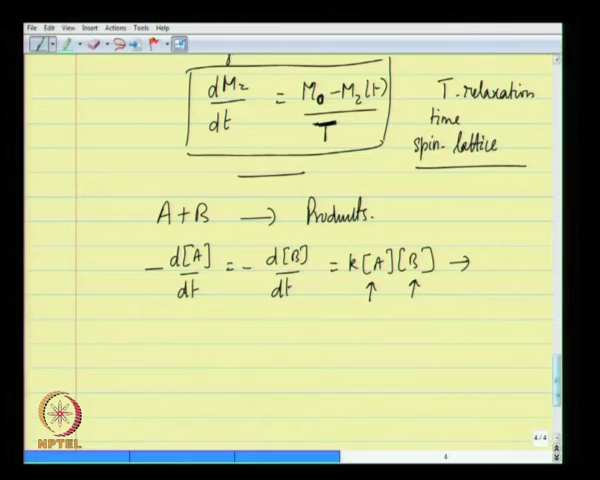 File Edit View Insert Actions Tools Help
dMz/dt = M0 - Mz(t)/T
T-relaxation
time
spin-lattice
A+B → Products.
-d[A]/dt = -d[B]/dt = k[A][B] →
↑ ↑
NPTEL
4/4
4